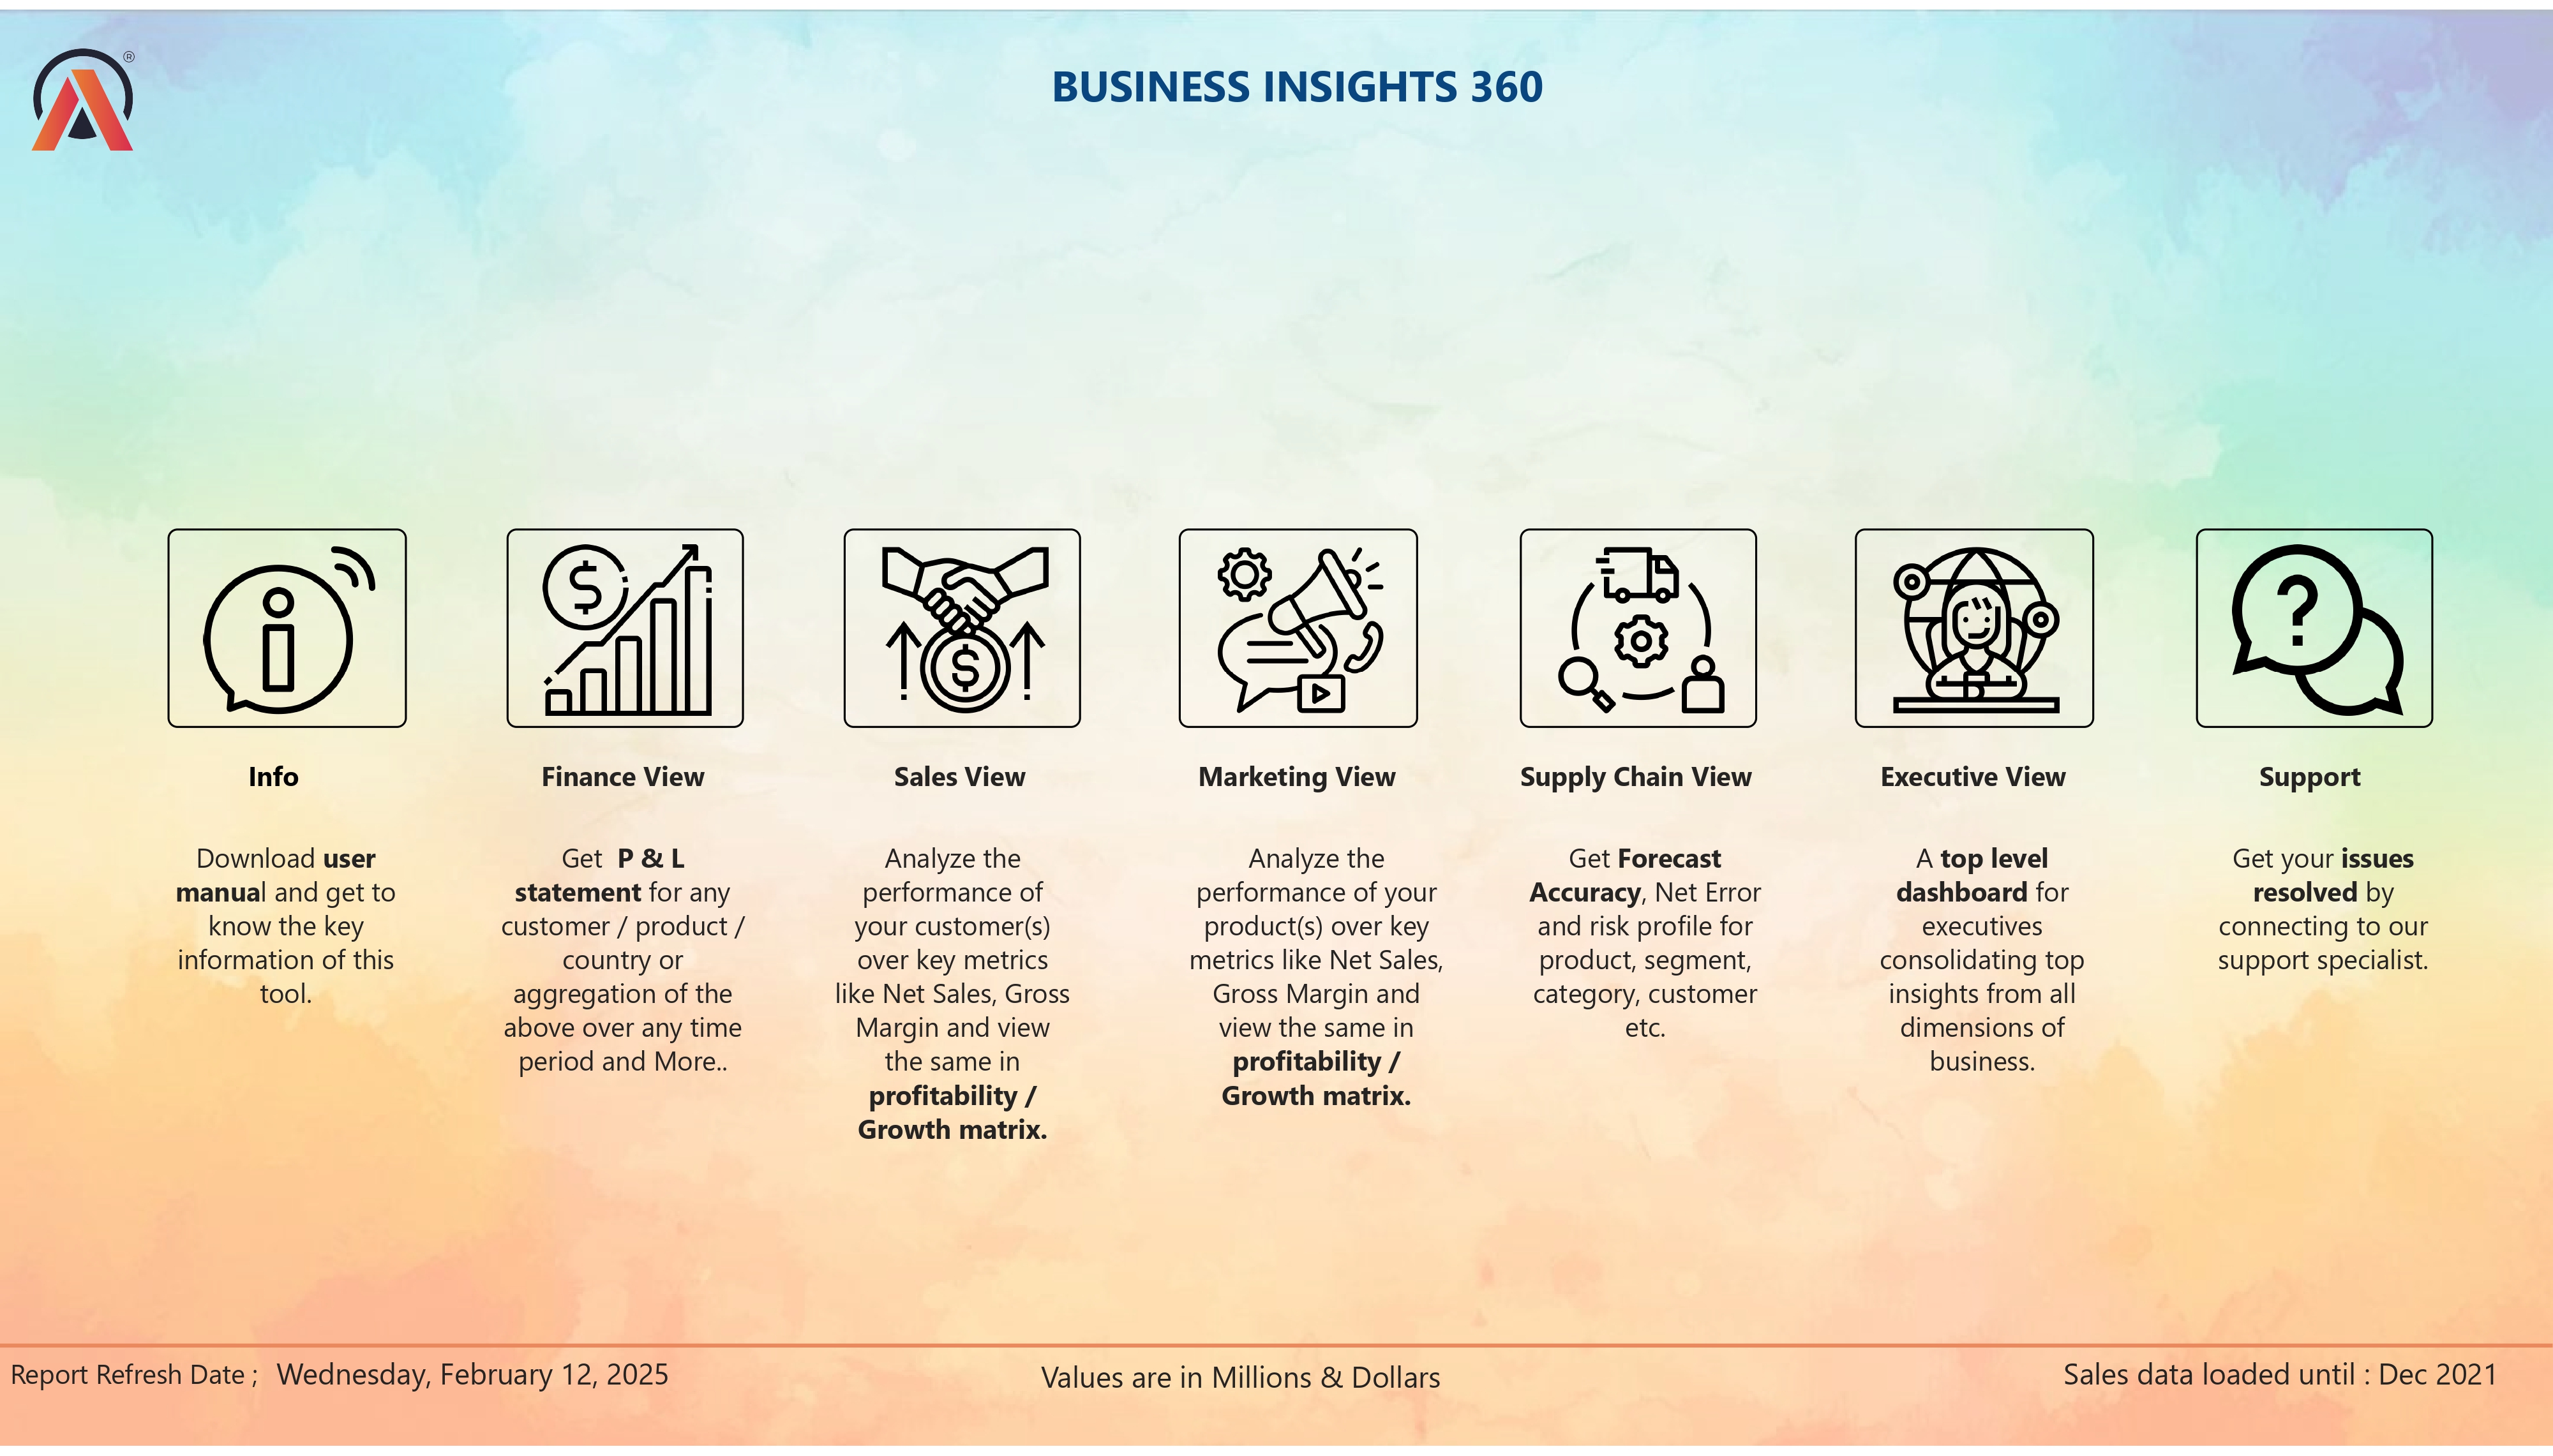 ®
BUSINESS INSIGHTS 360
Info
Download user
manual and get to
know the key
information of this
tool.
Finance View
Get  P & L
statement for any
customer / product /
country or
aggregation of the
above over any time
period and More..
Sales View
Analyze the
performance of
your customer(s)
over key metrics
like Net Sales, Gross
Margin and view
the same in
profitability /
Growth matrix.
Marketing View
Analyze the
performance of your
product(s) over key
metrics like Net Sales,
Gross Margin and
view the same in
profitability /
Growth matrix.
Supply Chain View
Get Forecast
Accuracy, Net Error
and risk profile for
product, segment,
category, customer
etc.
Executive View
A top level
dashboard for
executives
consolidating top
insights from all
dimensions of
business.
Support
Get your issues
resolved by
connecting to our
support specialist.
Report Refresh Date ; Wednesday, February 12, 2025
Values are in Millions & Dollars
Sales data loaded until : Dec 2021